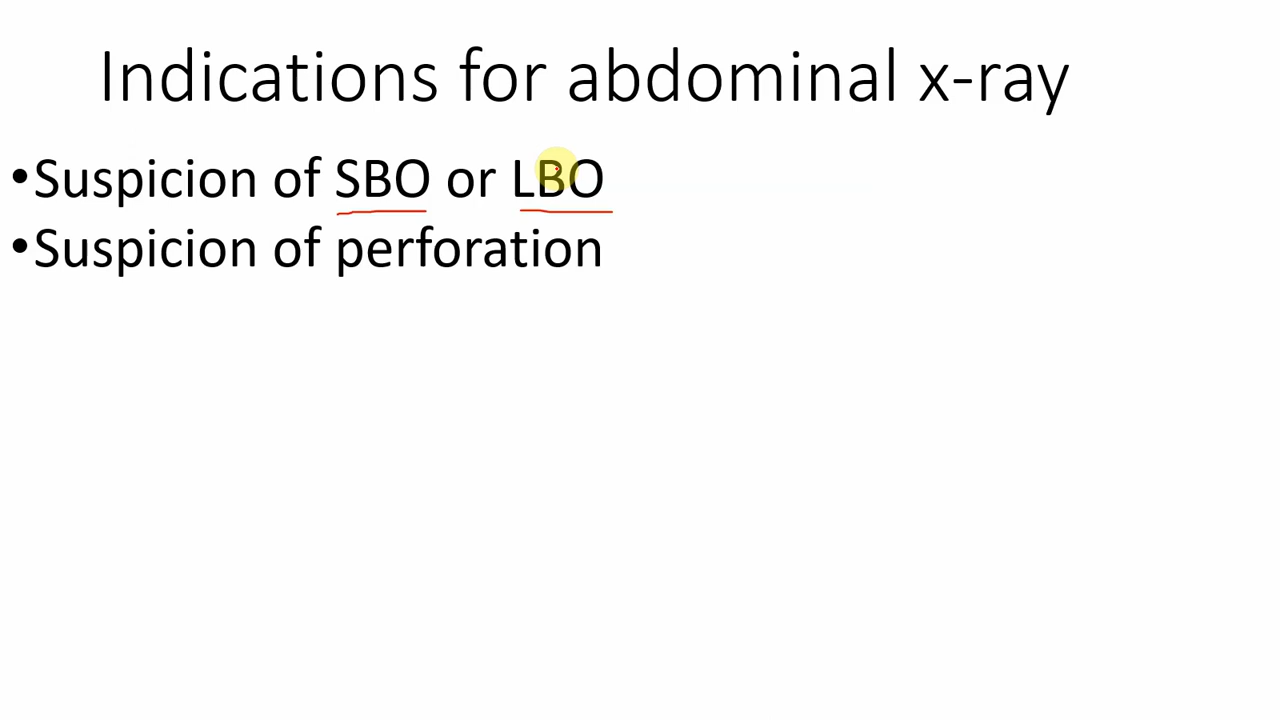 Indications for abdominal x-ray
•Suspicion of SBO or LBO
•Suspicion of perforation